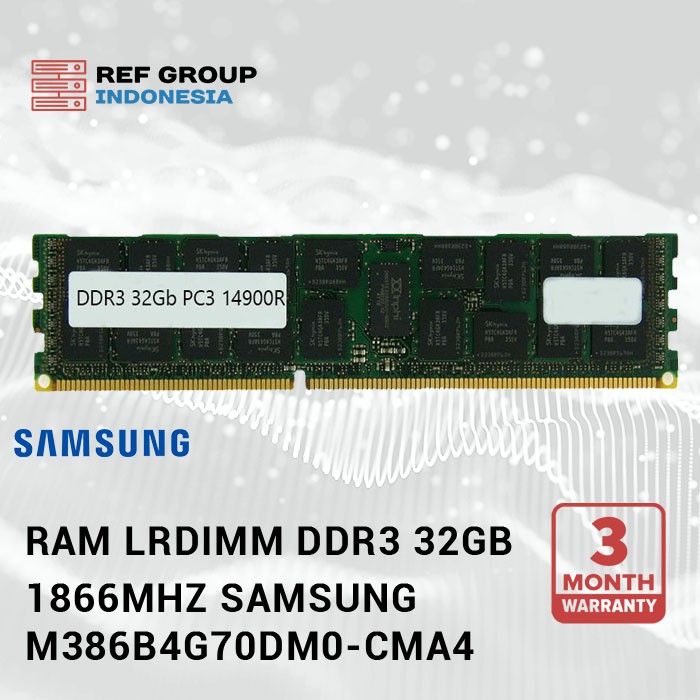 REF GROUP
INDONESIA
DDR3 32Gb PC3 14900R
SAMSUNG
RAM LRDIMM DDR3 32GB
1866MHZ SAMSUNG
M386B4G70DM0-CMA4
3
MONTH
WARRANTY